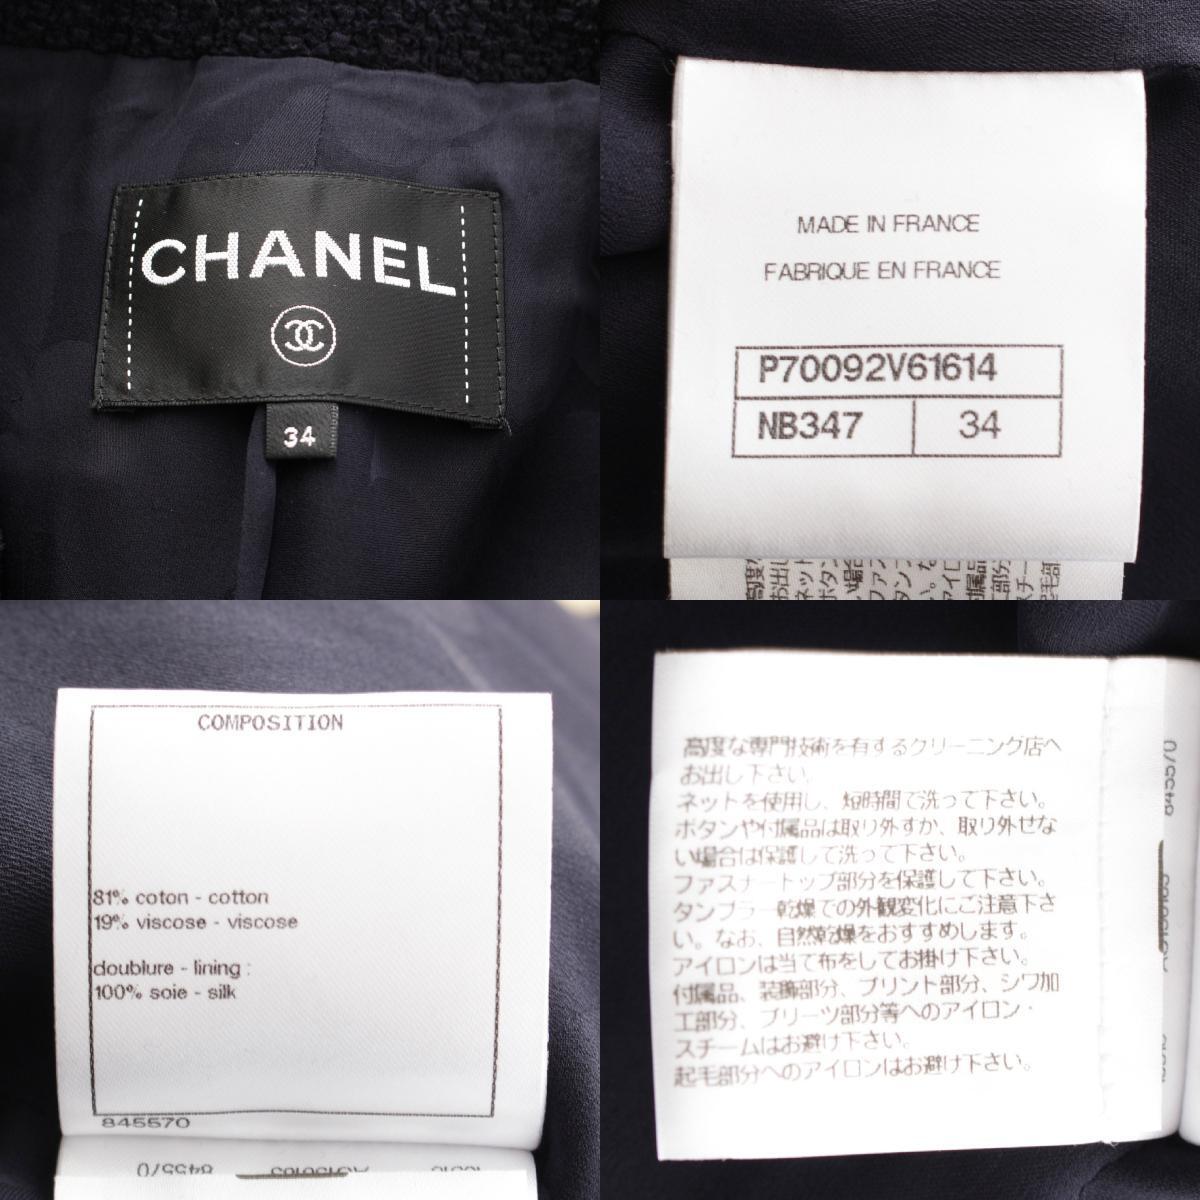 CHANEL
34
MADE IN FRANCE
FABRIQUE EN FRANCE
P70092V61614
NB347 34
COMPOSITION
81% coton - cotton
19% viscose - viscose
doublure - lining :
100% soie - silk
845570
845570
高度な専門技術を有するクリーニング店へ
お出し下さい。
ネットを使用し、短時間で洗って下さい。
ボタンや付属品は取り外すか、取り外せな
い場合は保護して洗って下さい。
ファスナートップ部分を保護して下さい。
タンブラー乾燥での外観変化にご注意下さ
い。なお、自然乾燥をおすすめします。
アイロンは当て布をしてお掛け下さい。
付属品、装飾部分、プリント部分、シワ加
工部分、プリーツ部分等へのアイロン・
スチームはお避け下さい。
起毛部分へのアイロンはお避け下さい。